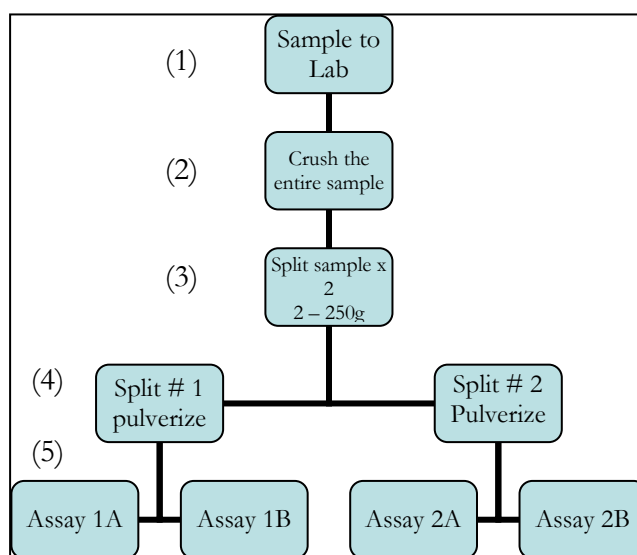 (1)
Sample to
Lab
(2)
Crush the
entire sample
(3)
Split sample x
2
2 – 250g
(4)
Split # 1
pulverize
Split # 2
Pulverize
(5)
Assay 1A
Assay 1B
Assay 2A
Assay 2B